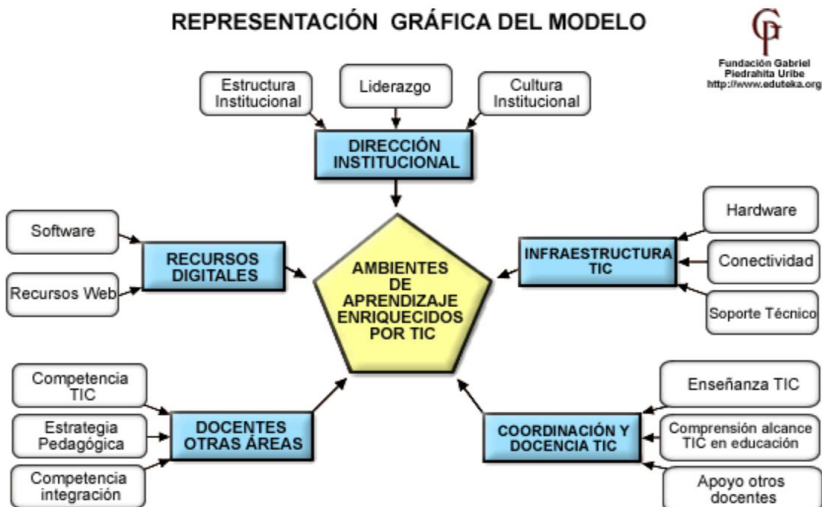 REPRESENTACIÓN GRÁFICA DEL MODELO
Fundación Gabriel
Piedrahita Uribe
http://www.eduteka.org
Estructura
Institucional
Liderazgo
Cultura
Institucional
DIRECCIÓN
INSTITUCIONAL
Software
Recursos Web
RECURSOS
DIGITALES
AMBIENTES
DE
APRENDIZAJE
ENRIQUECIDOS
POR TIC
INFRAESTRUCTURA
TIC
Hardware
Conectividad
Soporte Técnico
Competencia
TIC
Estrategia
Pedagógica
Competencia
integración
DOCENTES
OTRAS ÁREAS
COORDINACIÓN Y
DOCENCIA TIC
Enseñanza TIC
Comprensión alcance
TIC en educación
Apoyo otros
docentes